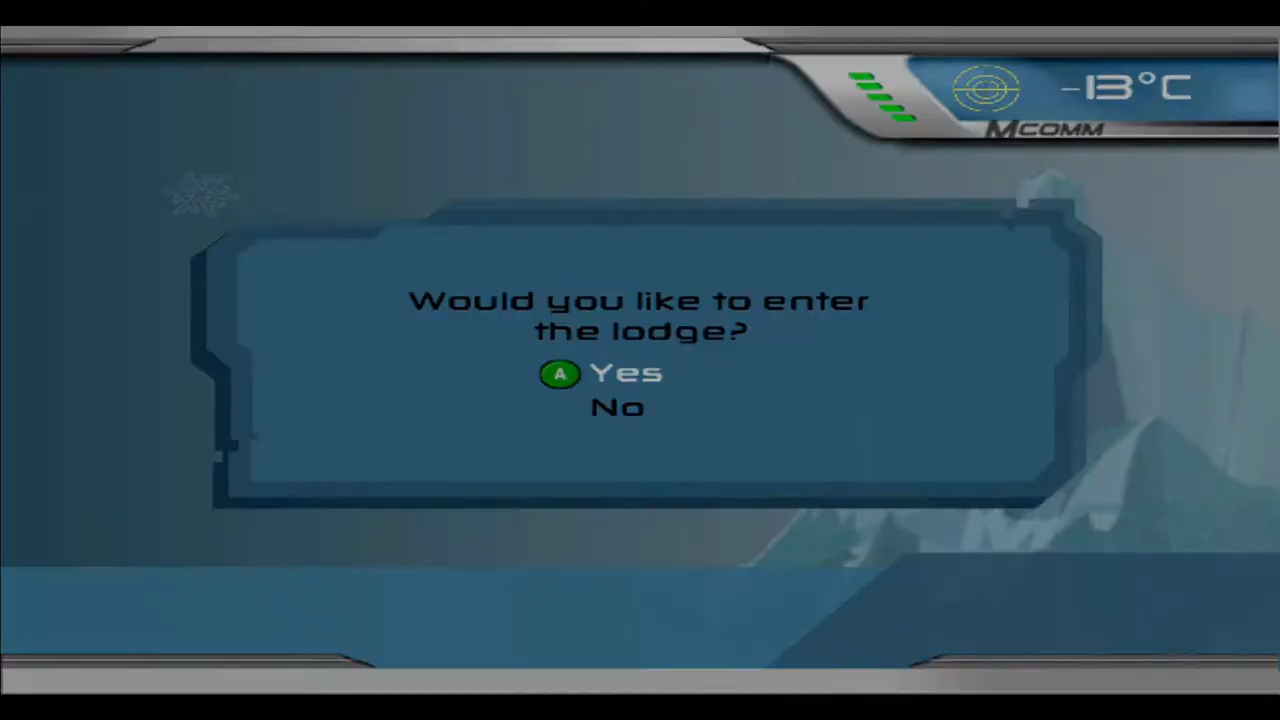 -13°C
MCOMM
Would you like to enter
the lodge?
A Yes
No